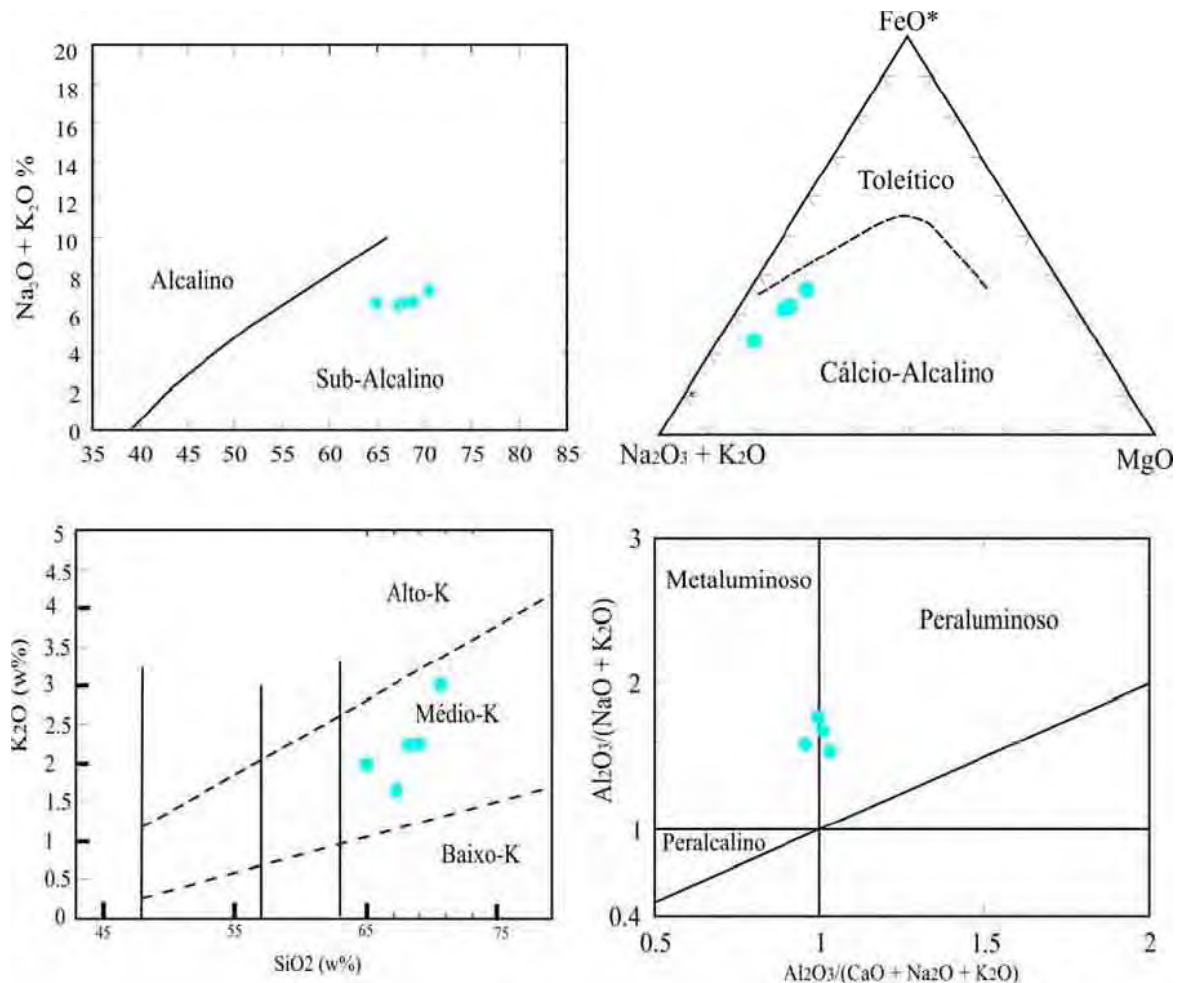 20
18
16
14
12
10
8
6
4
2
0
Na2O + K2O %
Alcalino
Sub-Alcalino
35 40 45 50 55 60 65 70 75 80 85
FeO*
Toleítico
Cálcio-Alcalino
Na2O3 + K2O
MgO
5
4.5
4
3.5
3
2.5
2
1.5
1
0.5
0
K2O (w%)
Alto-K
Médio-K
Baixo-K
45 55 65 75
SiO2 (w%)
3
2
1
0.4
Al2O3/(NaO + K2O)
Metaluminoso
Peraluminoso
Peralcalino
0.5 1 1.5 2
Al2O3/(CaO + Na2O + K2O)